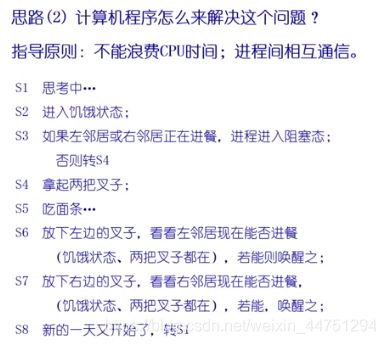 思路(2) 计算机程序怎么来解决这个问题？
指导原则：不能浪费CPU时间；进程间相互通信。
S1 思考中…
S2 进入饥饿状态；
S3 如果左邻居或右邻居正在进餐，进程进入阻塞态；
否则转S4
S4 拿起两把叉子；
S5 吃面条…
S6 放下左边的叉子，看看左邻居现在能否进餐
（饥饿状态、两把叉子都在），若能则唤醒之；
S7 放下右边的叉子，看看右邻居现在能否进餐，
（饥饿状态、两把叉子都在），若能，唤醒之；
S8 新的一天又开始了，转S1
https://blog.csdn.net/weixin_44751294